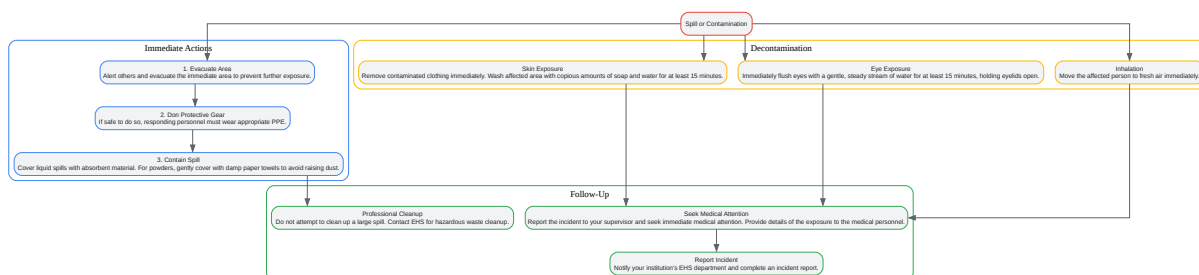 Spill or Contamination
Immediate Actions
Decontamination
1. Evacuate Area
Alert others and evacuate the immediate area to prevent further exposure.
Skin Exposure
Remove contaminated clothing immediately. Wash affected area with copious amounts of soap and water for at least 15 minutes.
Eye Exposure
Immediately flush eyes with a gentle, steady stream of water for at least 15 minutes, holding eyelids open.
Inhalation
Move the affected person to fresh air immediately.
2. Don Protective Gear
If safe to do so, responding personnel must wear appropriate PPE.
3. Contain Spill
Cover liquid spills with absorbent material. For powders, gently cover with damp paper towels to avoid raising dust.
Follow-Up
Professional Cleanup
Do not attempt to clean up a large spill. Contact EHS for hazardous waste cleanup.
Seek Medical Attention
Report the incident to your supervisor and seek immediate medical attention. Provide details of the exposure to the medical personnel.
Report Incident
Notify your institution's EHS department and complete an incident report.